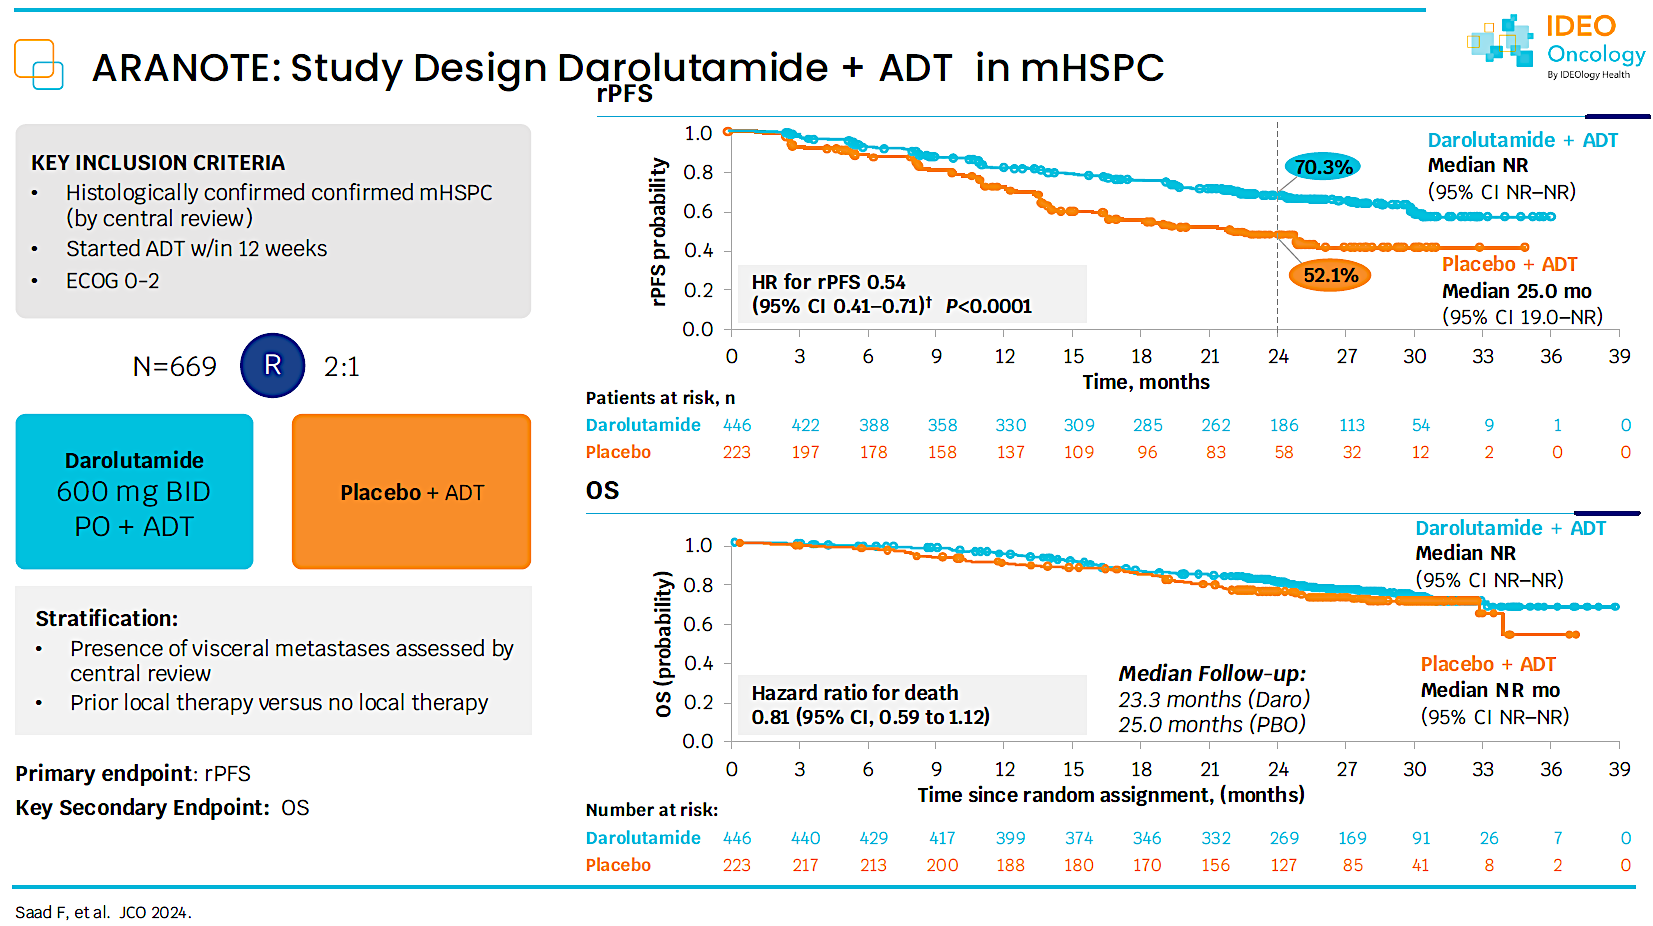 ARANOTE: Study Design Darolutamide + ADT in mHSPC
IDEO
Oncology
By IDEOlogy Health
KEY INCLUSION CRITERIA
• Histologically confirmed confirmed mHSPC
(by central review)
• Started ADT w/in 12 weeks
• ECOG 0-2
N=669
R
2:1
Darolutamide
600 mg BID
PO + ADT
Placebo + ADT
Stratification:
• Presence of visceral metastases assessed by
central review
• Prior local therapy versus no local therapy
Primary endpoint: rPFS
Key Secondary Endpoint: OS
rPFS
rPFS probability
1.0
0.8
0.6
0.4
0.2
0.0
70.3%
52.1%
Darolutamide + ADT
Median NR
(95% CI NR–NR)
Placebo + ADT
Median 25.0 mo
(95% CI 19.0–NR)
HR for rPFS 0.54
(95% CI 0.41–0.71)† P<0.0001
0 3 6 9 12 15 18 21 24 27 30 33 36 39
Time, months
Patients at risk, n
Darolutamide 446 422 388 358 330 309 285 262 186 113 54 9 1 0
Placebo 223 197 178 158 137 109 96 83 58 32 12 2 0 0
OS
OS (probability)
1.0
0.8
0.6
0.4
0.2
0.0
Darolutamide + ADT
Median NR
(95% CI NR–NR)
Placebo + ADT
Median NR mo
(95% CI NR–NR)
Hazard ratio for death
0.81 (95% CI, 0.59 to 1.12)
Median Follow-up:
23.3 months (Daro)
25.0 months (PBO)
0 3 6 9 12 15 18 21 24 27 30 33 36 39
Time since random assignment, (months)
Number at risk:
Darolutamide 446 440 429 417 399 374 346 332 269 169 91 26 7 0
Placebo 223 217 213 200 188 180 170 156 127 85 41 8 2 0
Saad F, et al. JCO 2024.